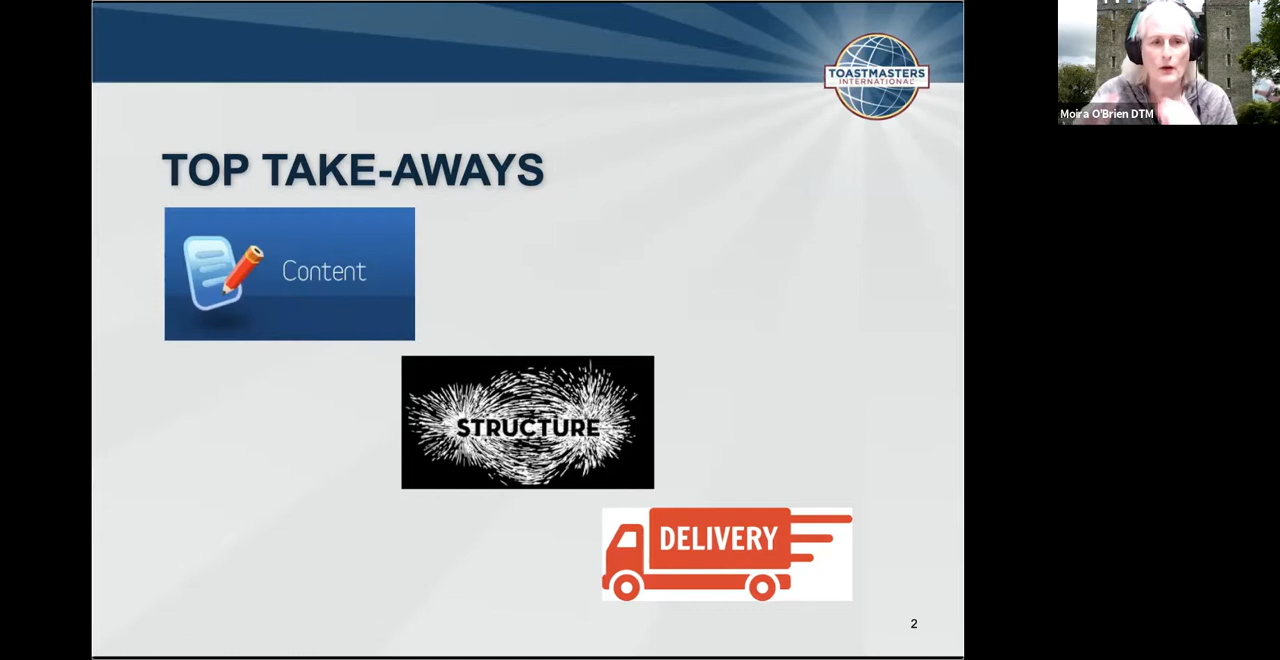 TOASTMASTERS
INTERNATIONAL
Moira O'Brien DTM
TOP TAKE-AWAYS
Content
STRUCTURE
DELIVERY
2